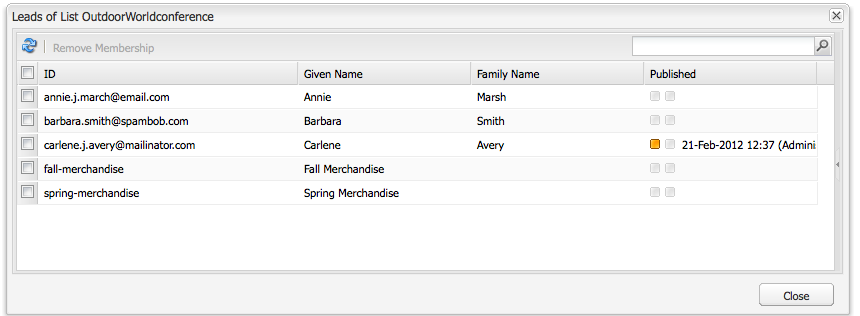 Leads of List OutdoorWorldconference
Remove Membership
ID Given Name Family Name Published
annie.j.march@email.com Annie Marsh
barbara.smith@spambob.com Barbara Smith
carlene.j.avery@mailinator.com Carlene Avery 21-Feb-2012 12:37 (Admini
fall-merchandise Fall Merchandise
spring-merchandise Spring Merchandise
Close